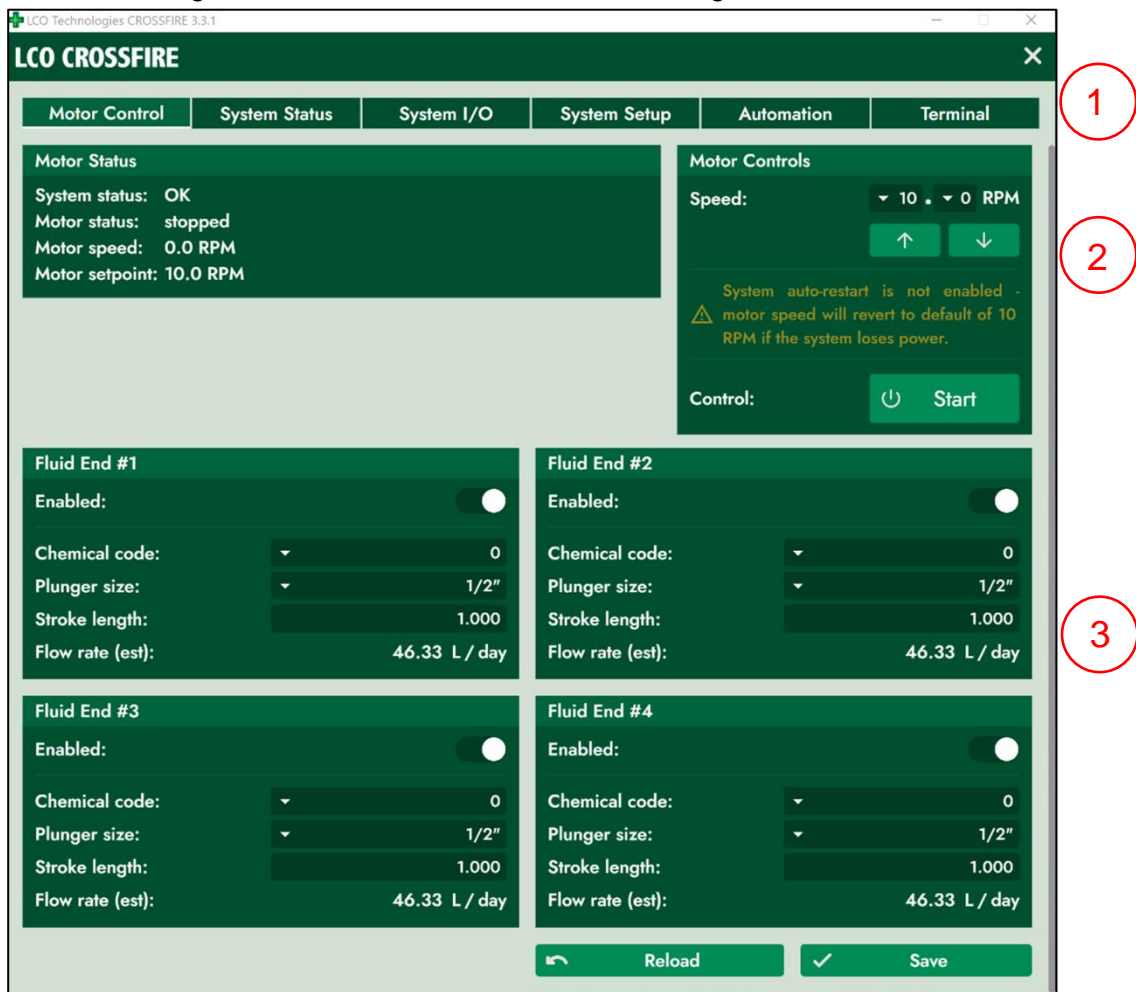 LCO Technologies CROSSFIRE 3.3.1
LCO CROSSFIRE
Motor Control System Status System I/O System Setup Automation Terminal
1
Motor Status
System status: OK
Motor status: stopped
Motor speed: 0.0 RPM
Motor setpoint: 10.0 RPM
Motor Controls
Speed: 10 . 0 RPM
2
System auto-restart is not enabled -
motor speed will revert to default of 10
RPM if the system loses power.
Control: Start
Fluid End #1
Enabled:
Chemical code: 0
Plunger size: 1/2"
Stroke length: 1.000
Flow rate (est): 46.33 L / day
Fluid End #2
Enabled:
Chemical code: 0
Plunger size: 1/2"
Stroke length: 1.000
Flow rate (est): 46.33 L / day
3
Fluid End #3
Enabled:
Chemical code: 0
Plunger size: 1/2"
Stroke length: 1.000
Flow rate (est): 46.33 L / day
Fluid End #4
Enabled:
Chemical code: 0
Plunger size: 1/2"
Stroke length: 1.000
Flow rate (est): 46.33 L / day
Reload Save